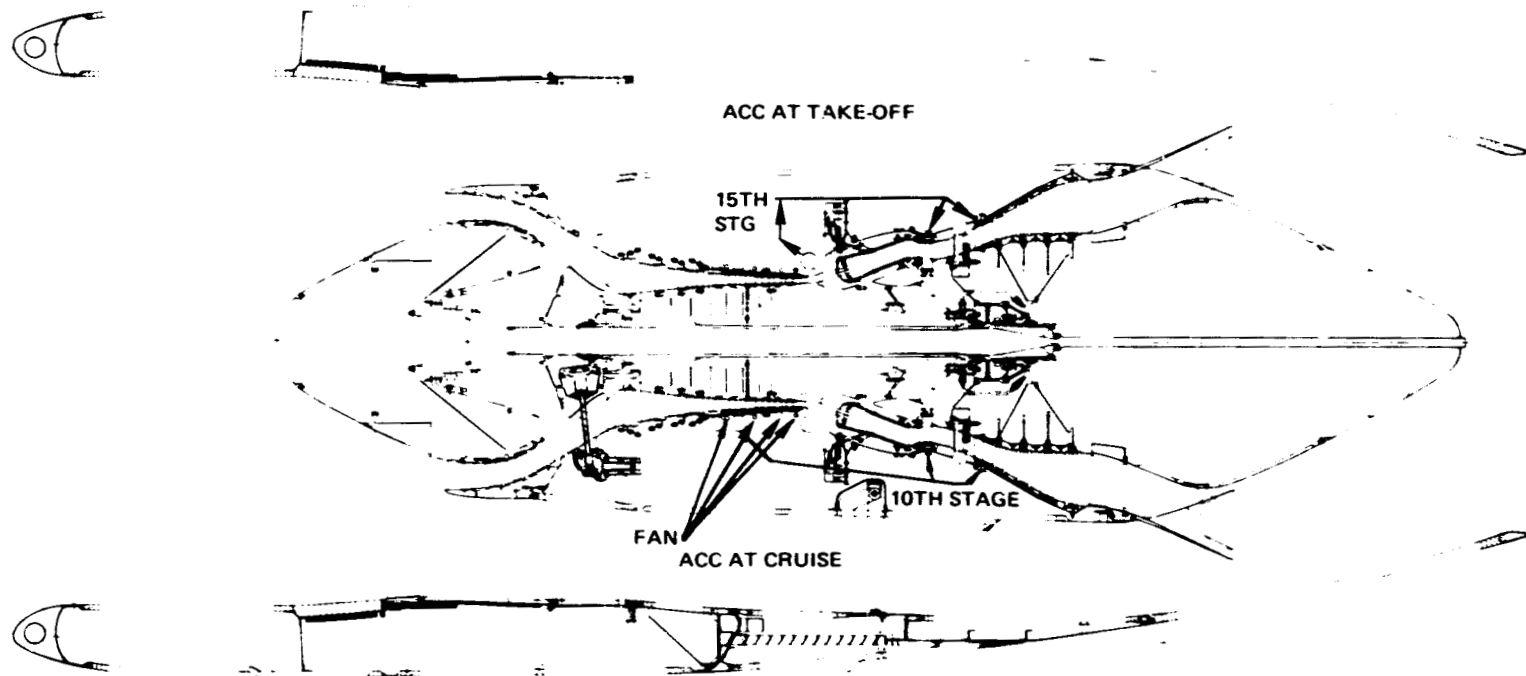 ACC AT TAKE-OFF
15TH
STG
10TH STAGE
FAN
ACC AT CRUISE